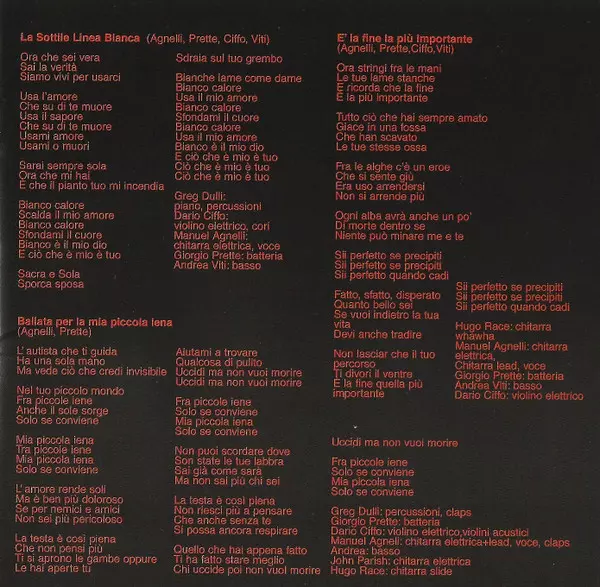 La Sottile Linea Bianca (Agnelli, Prette, Ciffo, Viti)
Ora che sei vera
Sai la verità
Siamo vivi per usarci
Usa l'amore
Che su di te muore
Usa il sapore
Che su di te muore
Usami amore
Usami o muori
Sarai sempre sola
Ora che mi hai
E che il pianto tuo mi incendia
Bianco calore
Scalda il mio amore
Bianco calore
Sfondami il cuore
Bianco è il mio dio
E ciò che è mio è tuo
Sacra e Sola
Sporca sposa
Sdraia sul tuo grembo
Bianche lame come dame
Bianco calore
Usa il mio amore
Bianco calore
Sfondami il cuore
Bianco calore
Usa il mio amore
Bianco è il mio dio
E ciò che è mio è tuo
Ciò che è mio è tuo
Ciò che è mio è tuo
Greg Dulli:
piano, percussioni
Dario Ciffo:
violino elettrico, cori
Manuel Agnelli:
chitarra elettrica, voce
Giorgio Prette: batteria
Andrea Viti: basso
Ballata per la mia piccola iena
(Agnelli, Prette)
L'autista che ti guida
Ha una sola mano
Ma vede ciò che credi invisibile
Nel tuo piccolo mondo
Fra piccole iene
Anche il sole sorge
Solo se conviene
Mia piccola iena
Tra piccole iene
Mia piccola iena
Solo se conviene
L'amore rende soli
Ma è ben più doloroso
Se per nemici e amici
Non sei più pericoloso
La testa è così piena
Che non pensi più
Ti si aprono le gambe oppure
Le hai aperte tu
Aiutami a trovare
Qualcosa di pulito
Uccidi ma non vuoi morire
Uccidi ma non vuoi morire
Fra piccole iene
Solo se conviene
Mia piccola iena
Solo se conviene
Non puoi scordare dove
Son state le tue labbra
Sai già come sarà
Ma non sai più chi sei
La testa è così piena
Non riesci più a pensare
Che anche senza te
Si possa ancora respirare
Quello che hai appena fatto
Ti ha fatto stare meglio
Chi uccide poi non vuol morire
E' la fine la più importante
(Agnelli, Prette,Ciffo,Viti)
Ora stringi fra le mani
Le tue lame stanche
E ricorda che la fine
È la più importante
Tutto ciò che hai sempre amato
Giace in una fossa
Che han scavato
Le tue stesse ossa
Fra le alghe c'è un eroe
Che si sente giù
Era uso arrendersi
Non si arrende più
Ogni alba avrà anche un po'
Di morte dentro se
Niente può minare me e te
Sii perfetto se precipiti
Sii perfetto se precipiti
Sii perfetto quando cadi
Fatto, sfatto, disperato
Quanto bello sei
Se vuoi indietro la tua
vita
Devi anche tradire
Non lasciar che il tuo
percorso
Ti divori il ventre
È la fine quella più
importante
Sii perfetto se precipiti
Sii perfetto se precipiti
Sii perfetto quando cadi
Hugo Race: chitarra
whawha
Manuel Agnelli: chitarra
elettrica,
Chitarra lead, voce
Giorgio Prette: batteria
Andrea Viti: basso
Dario Ciffo: violino elettrico
Uccidi ma non vuoi morire
Fra piccole iene
Solo se conviene
Mia piccola iena
Solo se conviene
Greg Dulli: percussioni, claps
Giorgio Prette: batteria
Dario Ciffo: violino elettrico,violini acustici
Manuel Agnelli: chitarra elettrica+lead, voce, claps
Andrea: basso
John Parish: chitarra elettrica
Hugo Race: chitarra slide